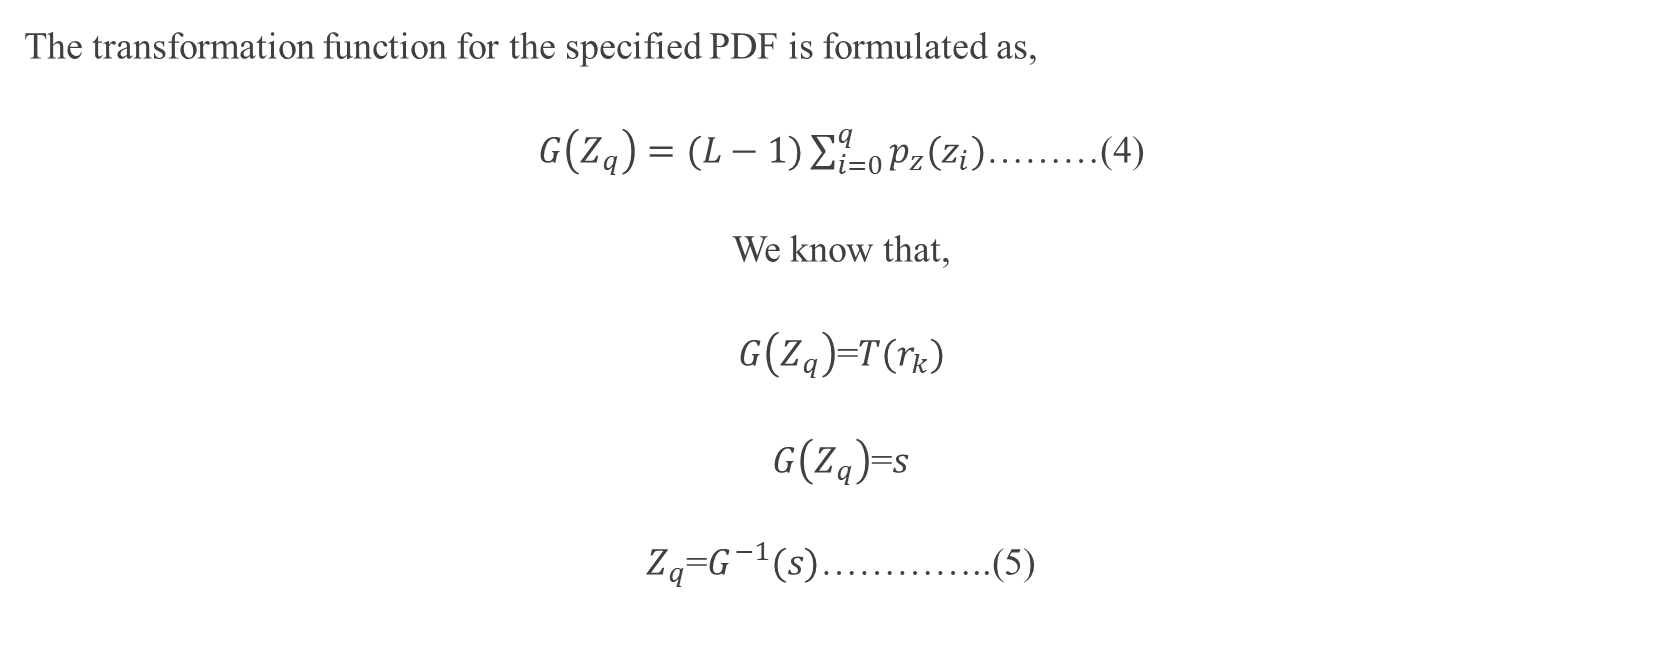 The transformation function for the specified PDF is formulated as,
G(Z_q) = (L − 1) ∑_{i=0}^{q} p_z(z_i)………(4)
We know that,
G(Z_q)=T(r_k)
G(Z_q)=s
Z_q=G^{−1}(s)…………..(5)